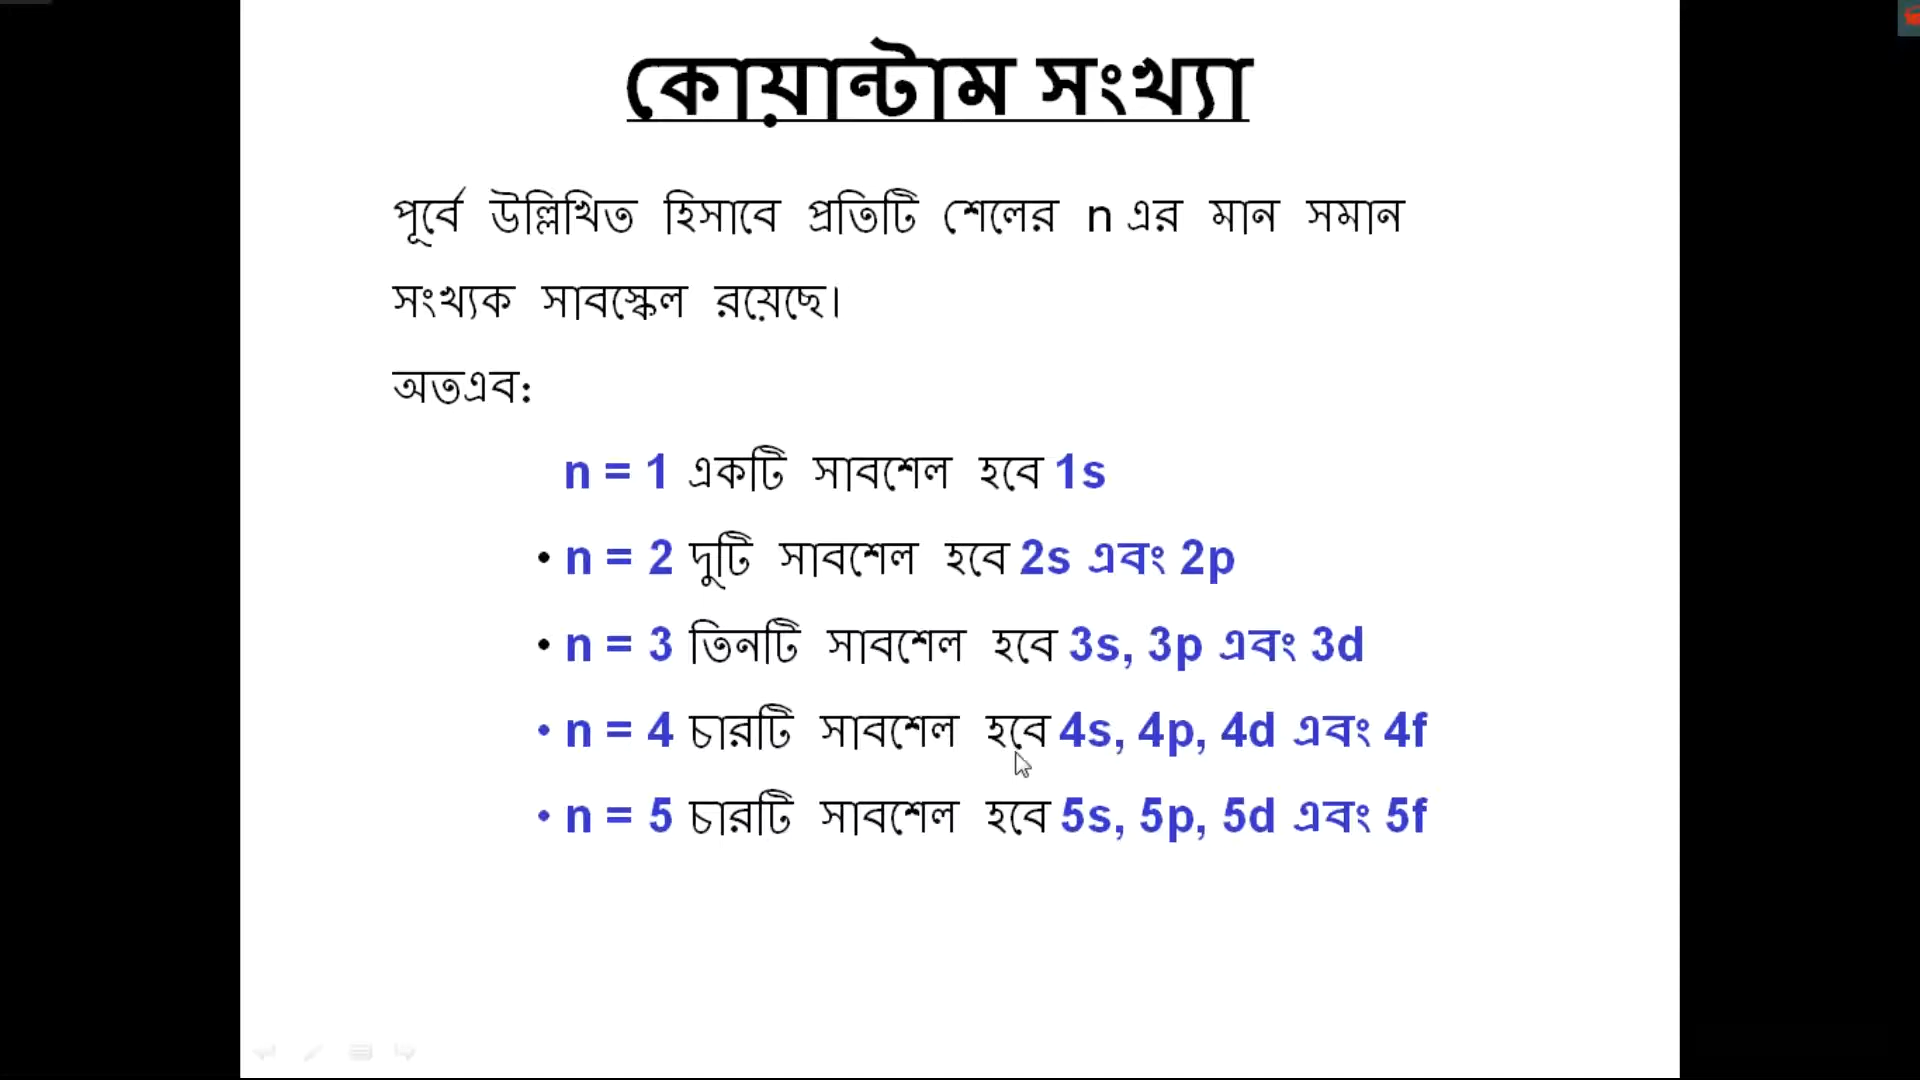 কোয়ান্টাম সংখ্যা
পূর্বে উল্লিখিত হিসাবে প্রতিটি শেলের n এর মান সমান
সংখ্যক সাবস্কেল রয়েছে।
অতএব:
n = 1 একটি সাবশেল হবে 1s
• n = 2 দুটি সাবশেল হবে 2s এবং 2p
• n = 3 তিনটি সাবশেল হবে 3s, 3p এবং 3d
• n = 4 চারটি সাবশেল হবে 4s, 4p, 4d এবং 4f
• n = 5 চারটি সাবশেল হবে 5s, 5p, 5d এবং 5f